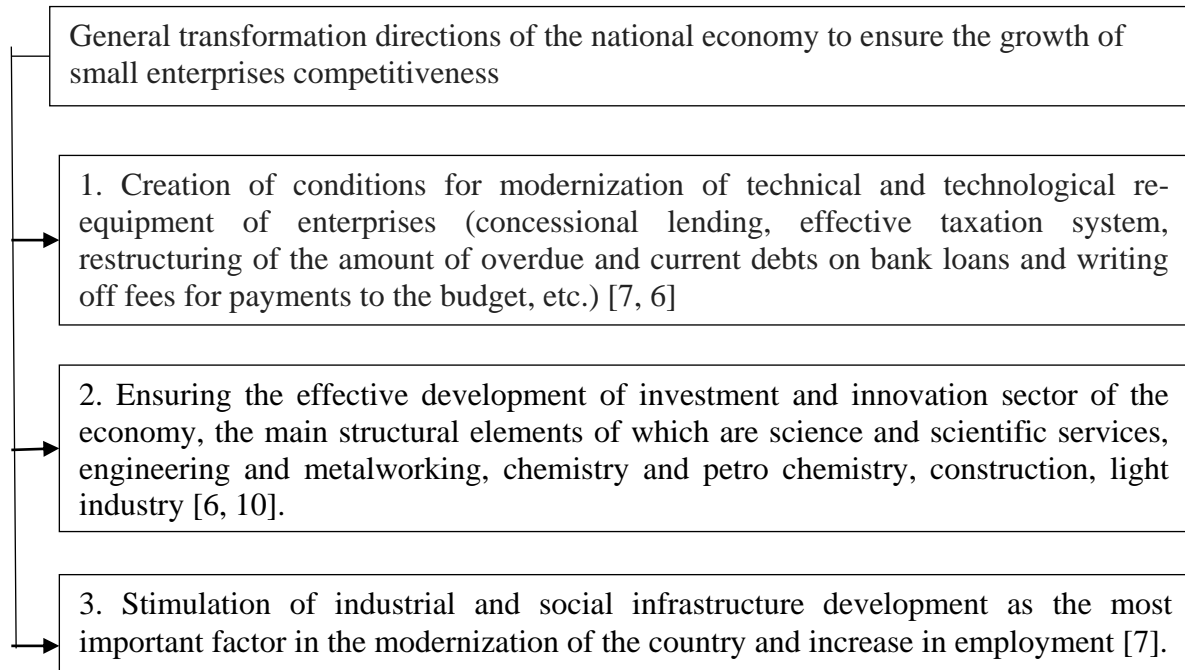 General transformation directions of the national economy to ensure the growth of
small enterprises competitiveness
1. Creation of conditions for modernization of technical and technological re-
equipment of enterprises (concessional lending, effective taxation system,
restructuring of the amount of overdue and current debts on bank loans and writing
off fees for payments to the budget, etc.) [7, 6]
2. Ensuring the effective development of investment and innovation sector of the
economy, the main structural elements of which are science and scientific services,
engineering and metalworking, chemistry and petro chemistry, construction, light
industry [6, 10].
3. Stimulation of industrial and social infrastructure development as the most
important factor in the modernization of the country and increase in employment [7].